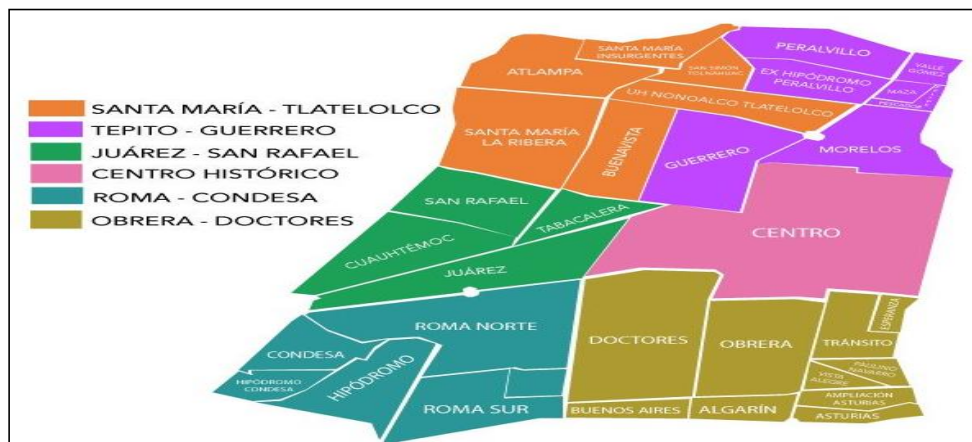 SANTA MARÍA - TLATELOLCO
TEPITO - GUERRERO
JUÁREZ - SAN RAFAEL
CENTRO HISTÓRICO
ROMA - CONDESA
OBRERA - DOCTORES
SANTA MARÍA
INSURGENTES
ATLAMPA
SAN SIMÓN
TOLNÁHUAC
PERALVILLO
VALLE
GÓMEZ
EX HIPÓDROMO
PERALVILLO
MAZA
UH NONOALCO TLATELOLCO
SANTA MARÍA
LA RIBERA
BUENAVISTA
GUERRERO
MORELOS
SAN RAFAEL
TABACALERA
CUAUHTÉMOC
JUÁREZ
CENTRO
ROMA NORTE
CONDESA
HIPÓDROMO
CONDESA
HIPÓDROMO
ROMA SUR
DOCTORES
OBRERA
TRÁNSITO
ESPERANZA
PAULINO
NAVARRO
VISTA
ALEGRE
BUENOS AIRES
ALGARÍN
AMPLIACIÓN
ASTURIAS
ASTURIAS